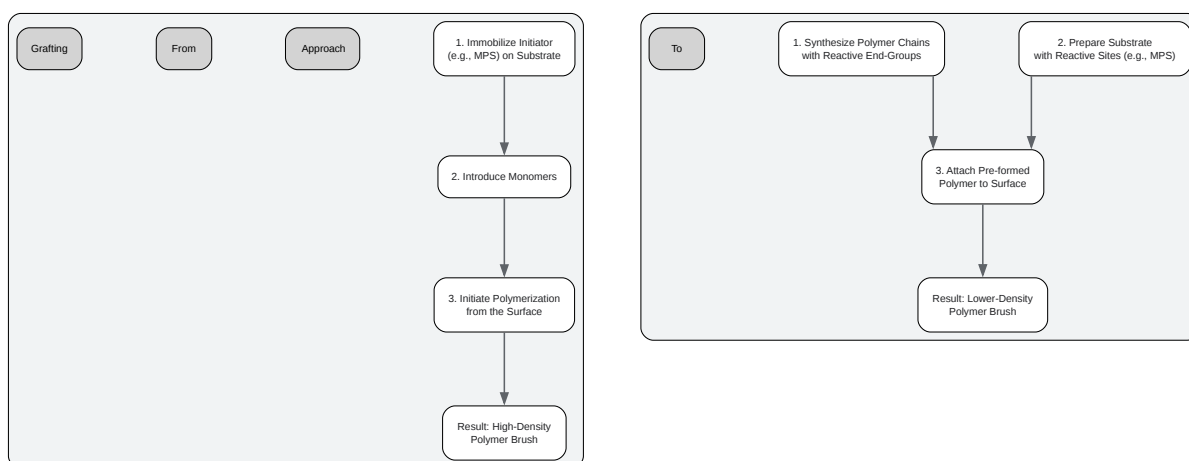 Grafting
From
Approach
1. Immobilize Initiator
(e.g., MPS) on Substrate
2. Introduce Monomers
3. Initiate Polymerization
from the Surface
Result: High-Density
Polymer Brush
To
1. Synthesize Polymer Chains
with Reactive End-Groups
2. Prepare Substrate
with Reactive Sites (e.g., MPS)
3. Attach Pre-formed
Polymer to Surface
Result: Lower-Density
Polymer Brush